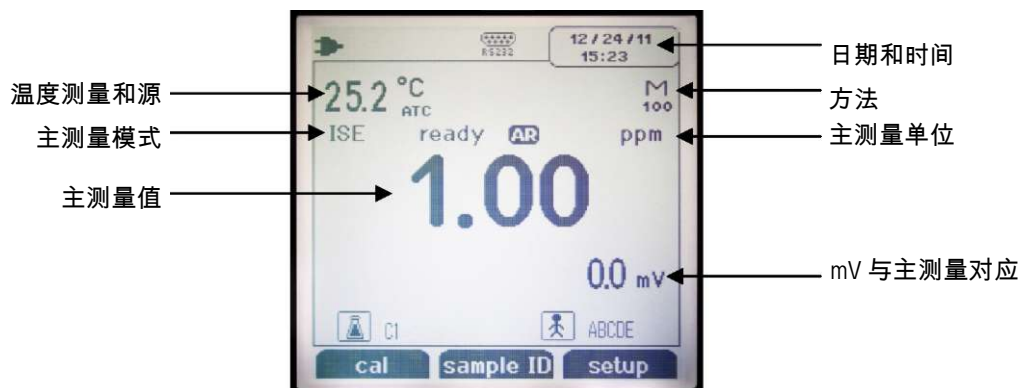 RS232
12/24/11
15:23
日期和时间
温度测量和源
25.2 °C
ATC
M
100
方法
主测量模式
ISE ready AR ppm
主测量单位
主测量值
1.00
0.0 mV
mV 与主测量对应
C1 ABCDE
cal sample ID setup